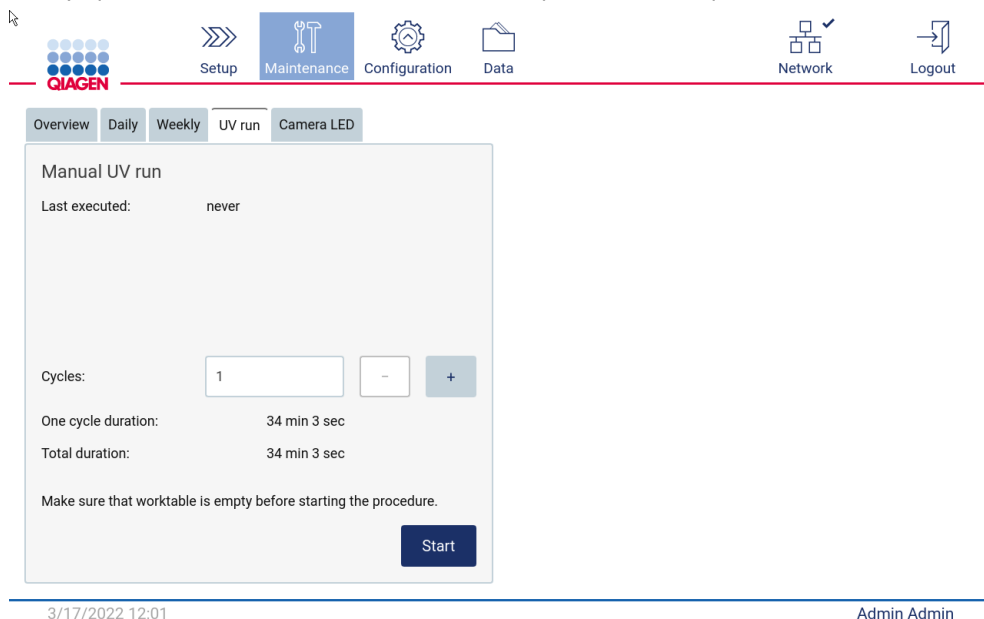 Setup
Maintenance
Configuration
Data
Network
Logout
QIAGEN
Overview
Daily
Weekly
UV run
Camera LED
Manual UV run
Last executed: never
Cycles: 1 - +
One cycle duration: 34 min 3 sec
Total duration: 34 min 3 sec
Make sure that worktable is empty before starting the procedure.
Start
3/17/2022 12:01
Admin Admin